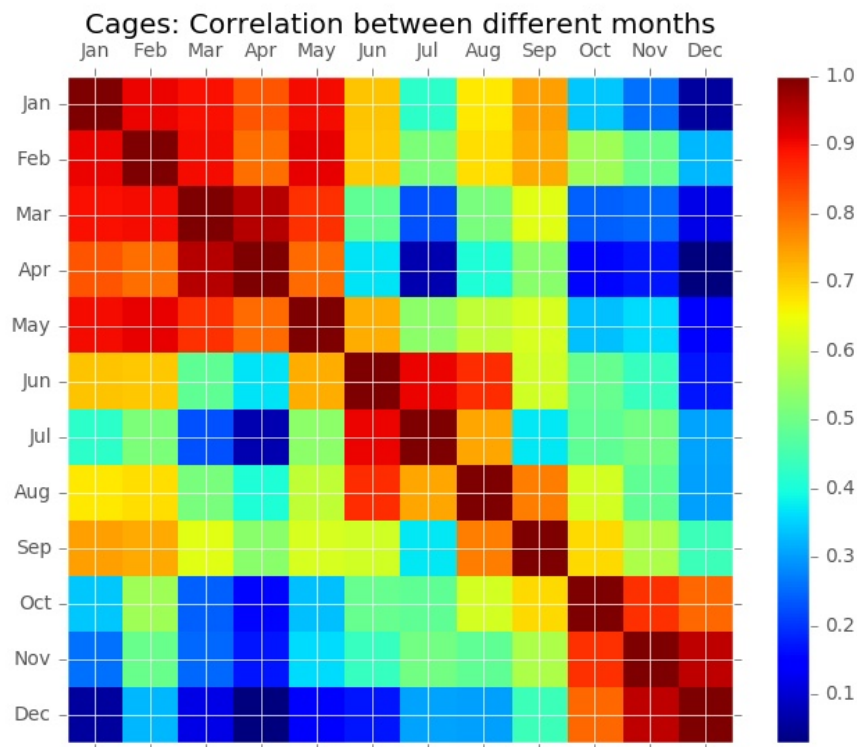 Cages: Correlation between different months
Jan Feb Mar Apr May Jun Jul Aug Sep Oct Nov Dec
Jan
Feb
Mar
Apr
May
Jun
Jul
Aug
Sep
Oct
Nov
Dec
1.0
0.9
0.8
0.7
0.6
0.5
0.4
0.3
0.2
0.1